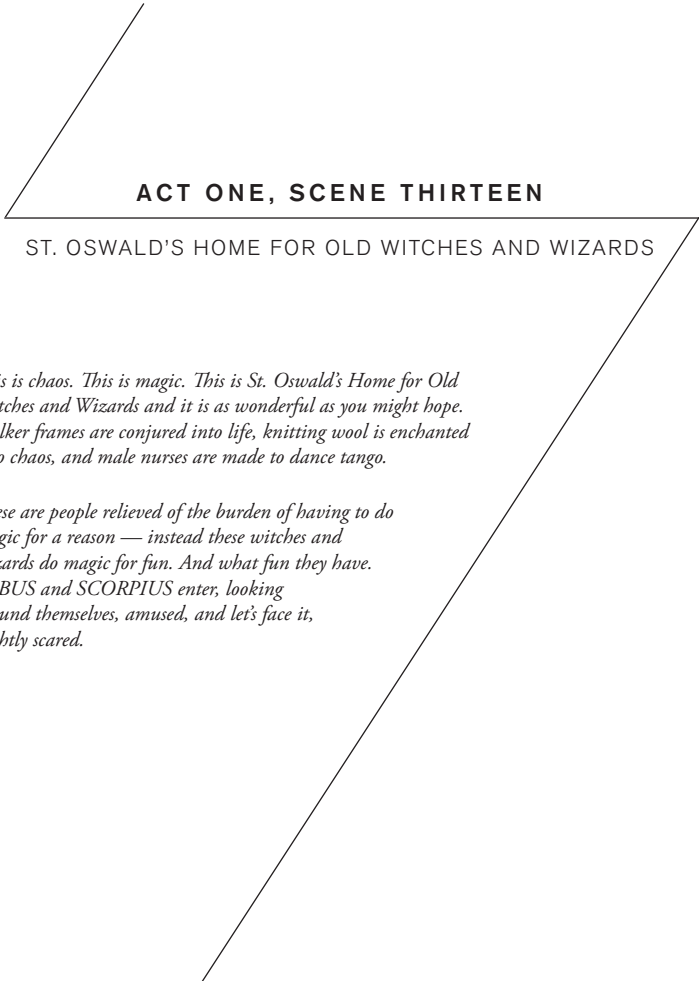 ACT ONE, SCENE THIRTEEN
ST. OSWALD’S HOME FOR OLD WITCHES AND WIZARDS
s is chaos. This is magic. This is St. Oswald’s Home for Old
tches and Wizards and it is as wonderful as you might hope.
lker frames are conjured into life, knitting wool is enchanted
o chaos, and male nurses are made to dance tango.
ese are people relieved of the burden of having to do
gic for a reason — instead these witches and
zards do magic for fun. And what fun they have.
BUS and SCORPIUS enter, looking
und themselves, amused, and let’s face it,
htly scared.